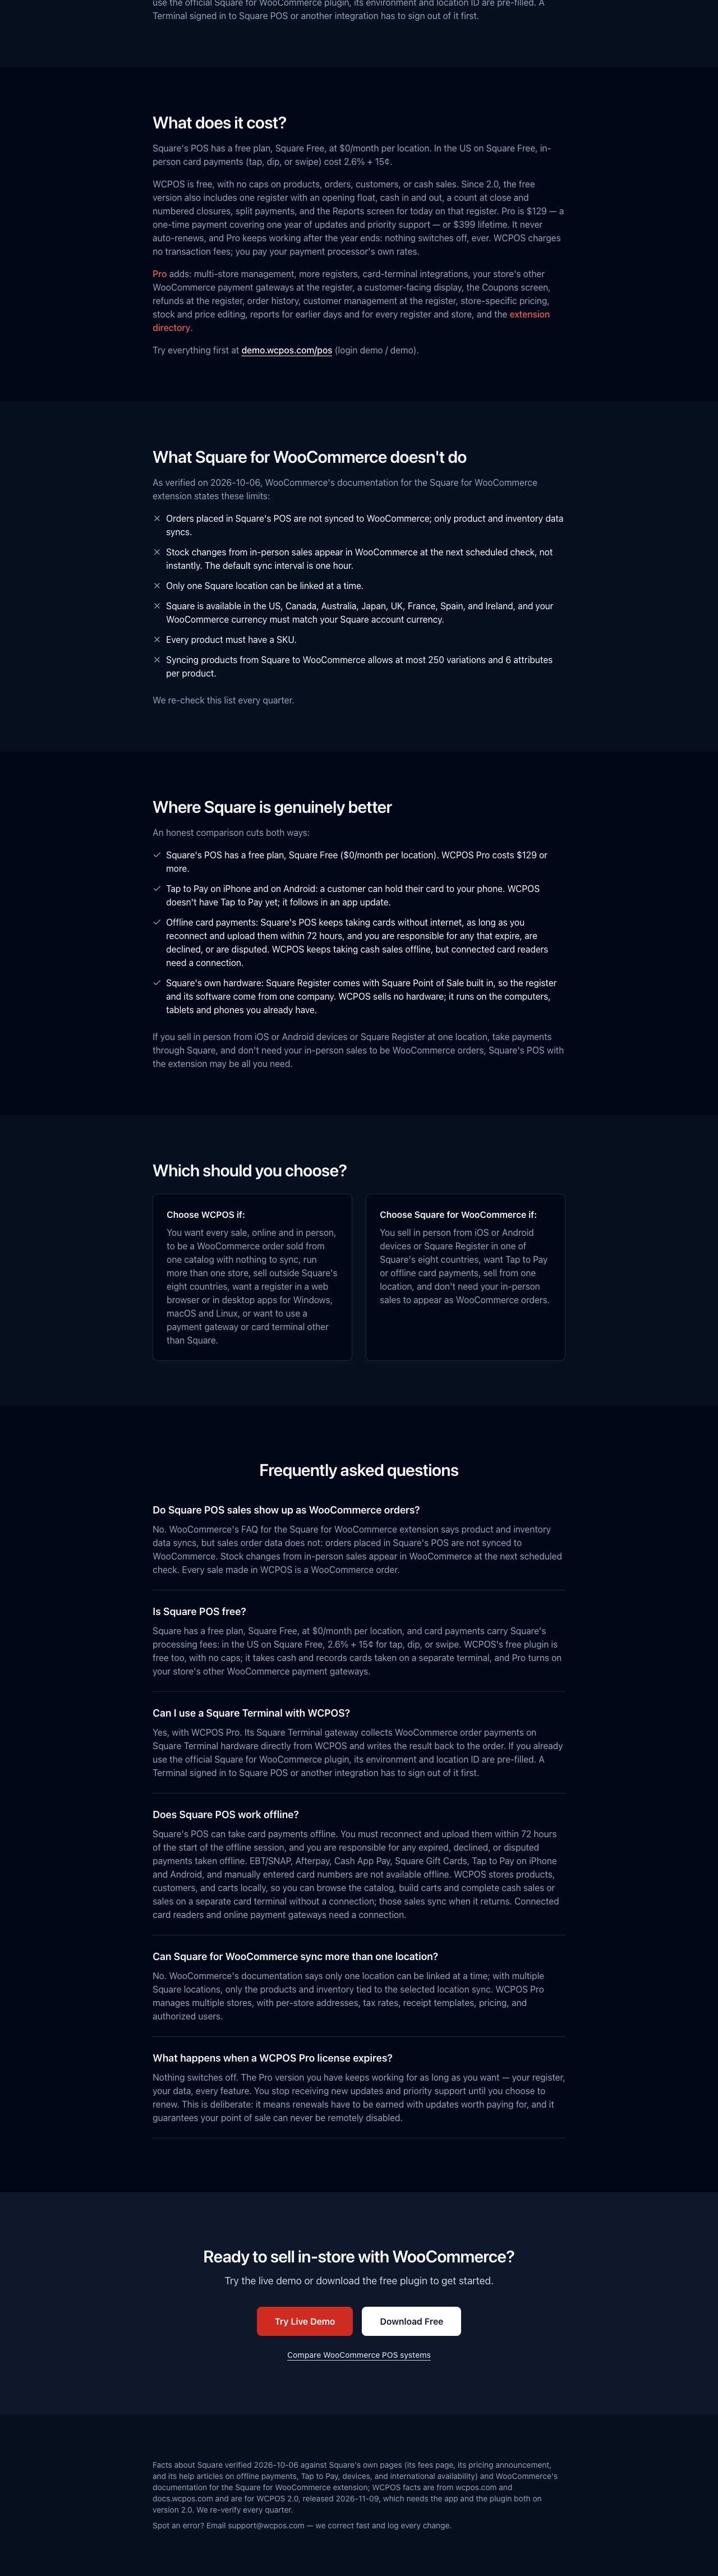 use the official Square for WooCommerce plugin, its environment and location ID are pre-filled. A
Terminal signed in to Square POS or another integration has to sign out of it first.
What does it cost?
Square's POS has a free plan, Square Free, at $0/month per location. In the US on Square Free, in-
person card payments (tap, dip, or swipe) cost 2.6% + 15¢.
WCPOS is free, with no caps on products, orders, customers, or cash sales. Since 2.0, the free
version also includes one register with an opening float, cash in and out, a count at close and
numbered closures, split payments, and the Reports screen for today on that register. Pro is $129 — a
one-time payment covering one year of updates and priority support — or $399 lifetime. It never
auto-renews, and Pro keeps working after the year ends: nothing switches off, ever. WCPOS charges
no transaction fees; you pay your payment processor's own rates.
Pro adds: multi-store management, more registers, card-terminal integrations, your store's other
WooCommerce payment gateways at the register, a customer-facing display, the Coupons screen,
refunds at the register, order history, customer management at the register, store-specific pricing,
stock and price editing, reports for earlier days and for every register and store, and the extension
directory.
Try everything first at demo.wcpos.com/pos (login demo / demo).
What Square for WooCommerce doesn't do
As verified on 2026-10-06, WooCommerce's documentation for the Square for WooCommerce
extension states these limits:
Orders placed in Square's POS are not synced to WooCommerce; only product and inventory data
syncs.
Stock changes from in-person sales appear in WooCommerce at the next scheduled check, not
instantly. The default sync interval is one hour.
Only one Square location can be linked at a time.
Square is available in the US, Canada, Australia, Japan, UK, France, Spain, and Ireland, and your
WooCommerce currency must match your Square account currency.
Every product must have a SKU.
Syncing products from Square to WooCommerce allows at most 250 variations and 6 attributes
per product.
We re-check this list every quarter.
Where Square is genuinely better
An honest comparison cuts both ways:
Square's POS has a free plan, Square Free ($0/month per location). WCPOS Pro costs $129 or
more.
Tap to Pay on iPhone and on Android: a customer can hold their card to your phone. WCPOS
doesn't have Tap to Pay yet; it follows in an app update.
Offline card payments: Square's POS keeps taking cards without internet, as long as you
reconnect and upload them within 72 hours, and you are responsible for any that expire, are
declined, or are disputed. WCPOS keeps taking cash sales offline, but connected card readers
need a connection.
Square's own hardware: Square Register comes with Square Point of Sale built in, so the register
and its software come from one company. WCPOS sells no hardware; it runs on the computers,
tablets and phones you already have.
If you sell in person from iOS or Android devices or Square Register at one location, take payments
through Square, and don't need your in-person sales to be WooCommerce orders, Square's POS with
the extension may be all you need.
Which should you choose?
Choose WCPOS if:
You want every sale, online and in person,
to be a WooCommerce order sold from
one catalog with nothing to sync, run
more than one store, sell outside Square's
eight countries, want a register in a web
browser or in desktop apps for Windows,
macOS and Linux, or want to use a
payment gateway or card terminal other
than Square.
Choose Square for WooCommerce if:
You sell in person from iOS or Android
devices or Square Register in one of
Square's eight countries, want Tap to Pay
or offline card payments, sell from one
location, and don't need your in-person
sales to appear as WooCommerce orders.
Frequently asked questions
Do Square POS sales show up as WooCommerce orders?
No. WooCommerce's FAQ for the Square for WooCommerce extension says product and inventory
data syncs, but sales order data does not: orders placed in Square's POS are not synced to
WooCommerce. Stock changes from in-person sales appear in WooCommerce at the next scheduled
check. Every sale made in WCPOS is a WooCommerce order.
Is Square POS free?
Square has a free plan, Square Free, at $0/month per location, and card payments carry Square's
processing fees: in the US on Square Free, 2.6% + 15¢ for tap, dip, or swipe. WCPOS's free plugin is
free too, with no caps; it takes cash and records cards taken on a separate terminal, and Pro turns on
your store's other WooCommerce payment gateways.
Can I use a Square Terminal with WCPOS?
Yes, with WCPOS Pro. Its Square Terminal gateway collects WooCommerce order payments on
Square Terminal hardware directly from WCPOS and writes the result back to the order. If you already
use the official Square for WooCommerce plugin, its environment and location ID are pre-filled. A
Terminal signed in to Square POS or another integration has to sign out of it first.
Does Square POS work offline?
Square's POS can take card payments offline. You must reconnect and upload them within 72 hours
of the start of the offline session, and you are responsible for any expired, declined, or disputed
payments taken offline. EBT/SNAP, Afterpay, Cash App Pay, Square Gift Cards, Tap to Pay on iPhone
and Android, and manually entered card numbers are not available offline. WCPOS stores products,
customers, and carts locally, so you can browse the catalog, build carts and complete cash sales or
sales on a separate card terminal without a connection; those sales sync when it returns. Connected
card readers and online payment gateways need a connection.
Can Square for WooCommerce sync more than one location?
No. WooCommerce's documentation says only one location can be linked at a time; with multiple
Square locations, only the products and inventory tied to the selected location sync. WCPOS Pro
manages multiple stores, with per-store addresses, tax rates, receipt templates, pricing, and
authorized users.
What happens when a WCPOS Pro license expires?
Nothing switches off. The Pro version you have keeps working for as long as you want — your register,
your data, every feature. You stop receiving new updates and priority support until you choose to
renew. This is deliberate: it means renewals have to be earned with updates worth paying for, and it
guarantees your point of sale can never be remotely disabled.
Ready to sell in-store with WooCommerce?
Try the live demo or download the free plugin to get started.
Try Live Demo
Download Free
Compare WooCommerce POS systems
Facts about Square verified 2026-10-06 against Square's own pages (its fees page, its pricing announcement,
and its help articles on offline payments, Tap to Pay, devices, and international availability) and WooCommerce's
documentation for the Square for WooCommerce extension; WCPOS facts are from wcpos.com and
docs.wcpos.com and are for WCPOS 2.0, released 2026-11-09, which needs the app and the plugin both on
version 2.0. We re-verify every quarter.
Spot an error? Email support@wcpos.com — we correct fast and log every change.